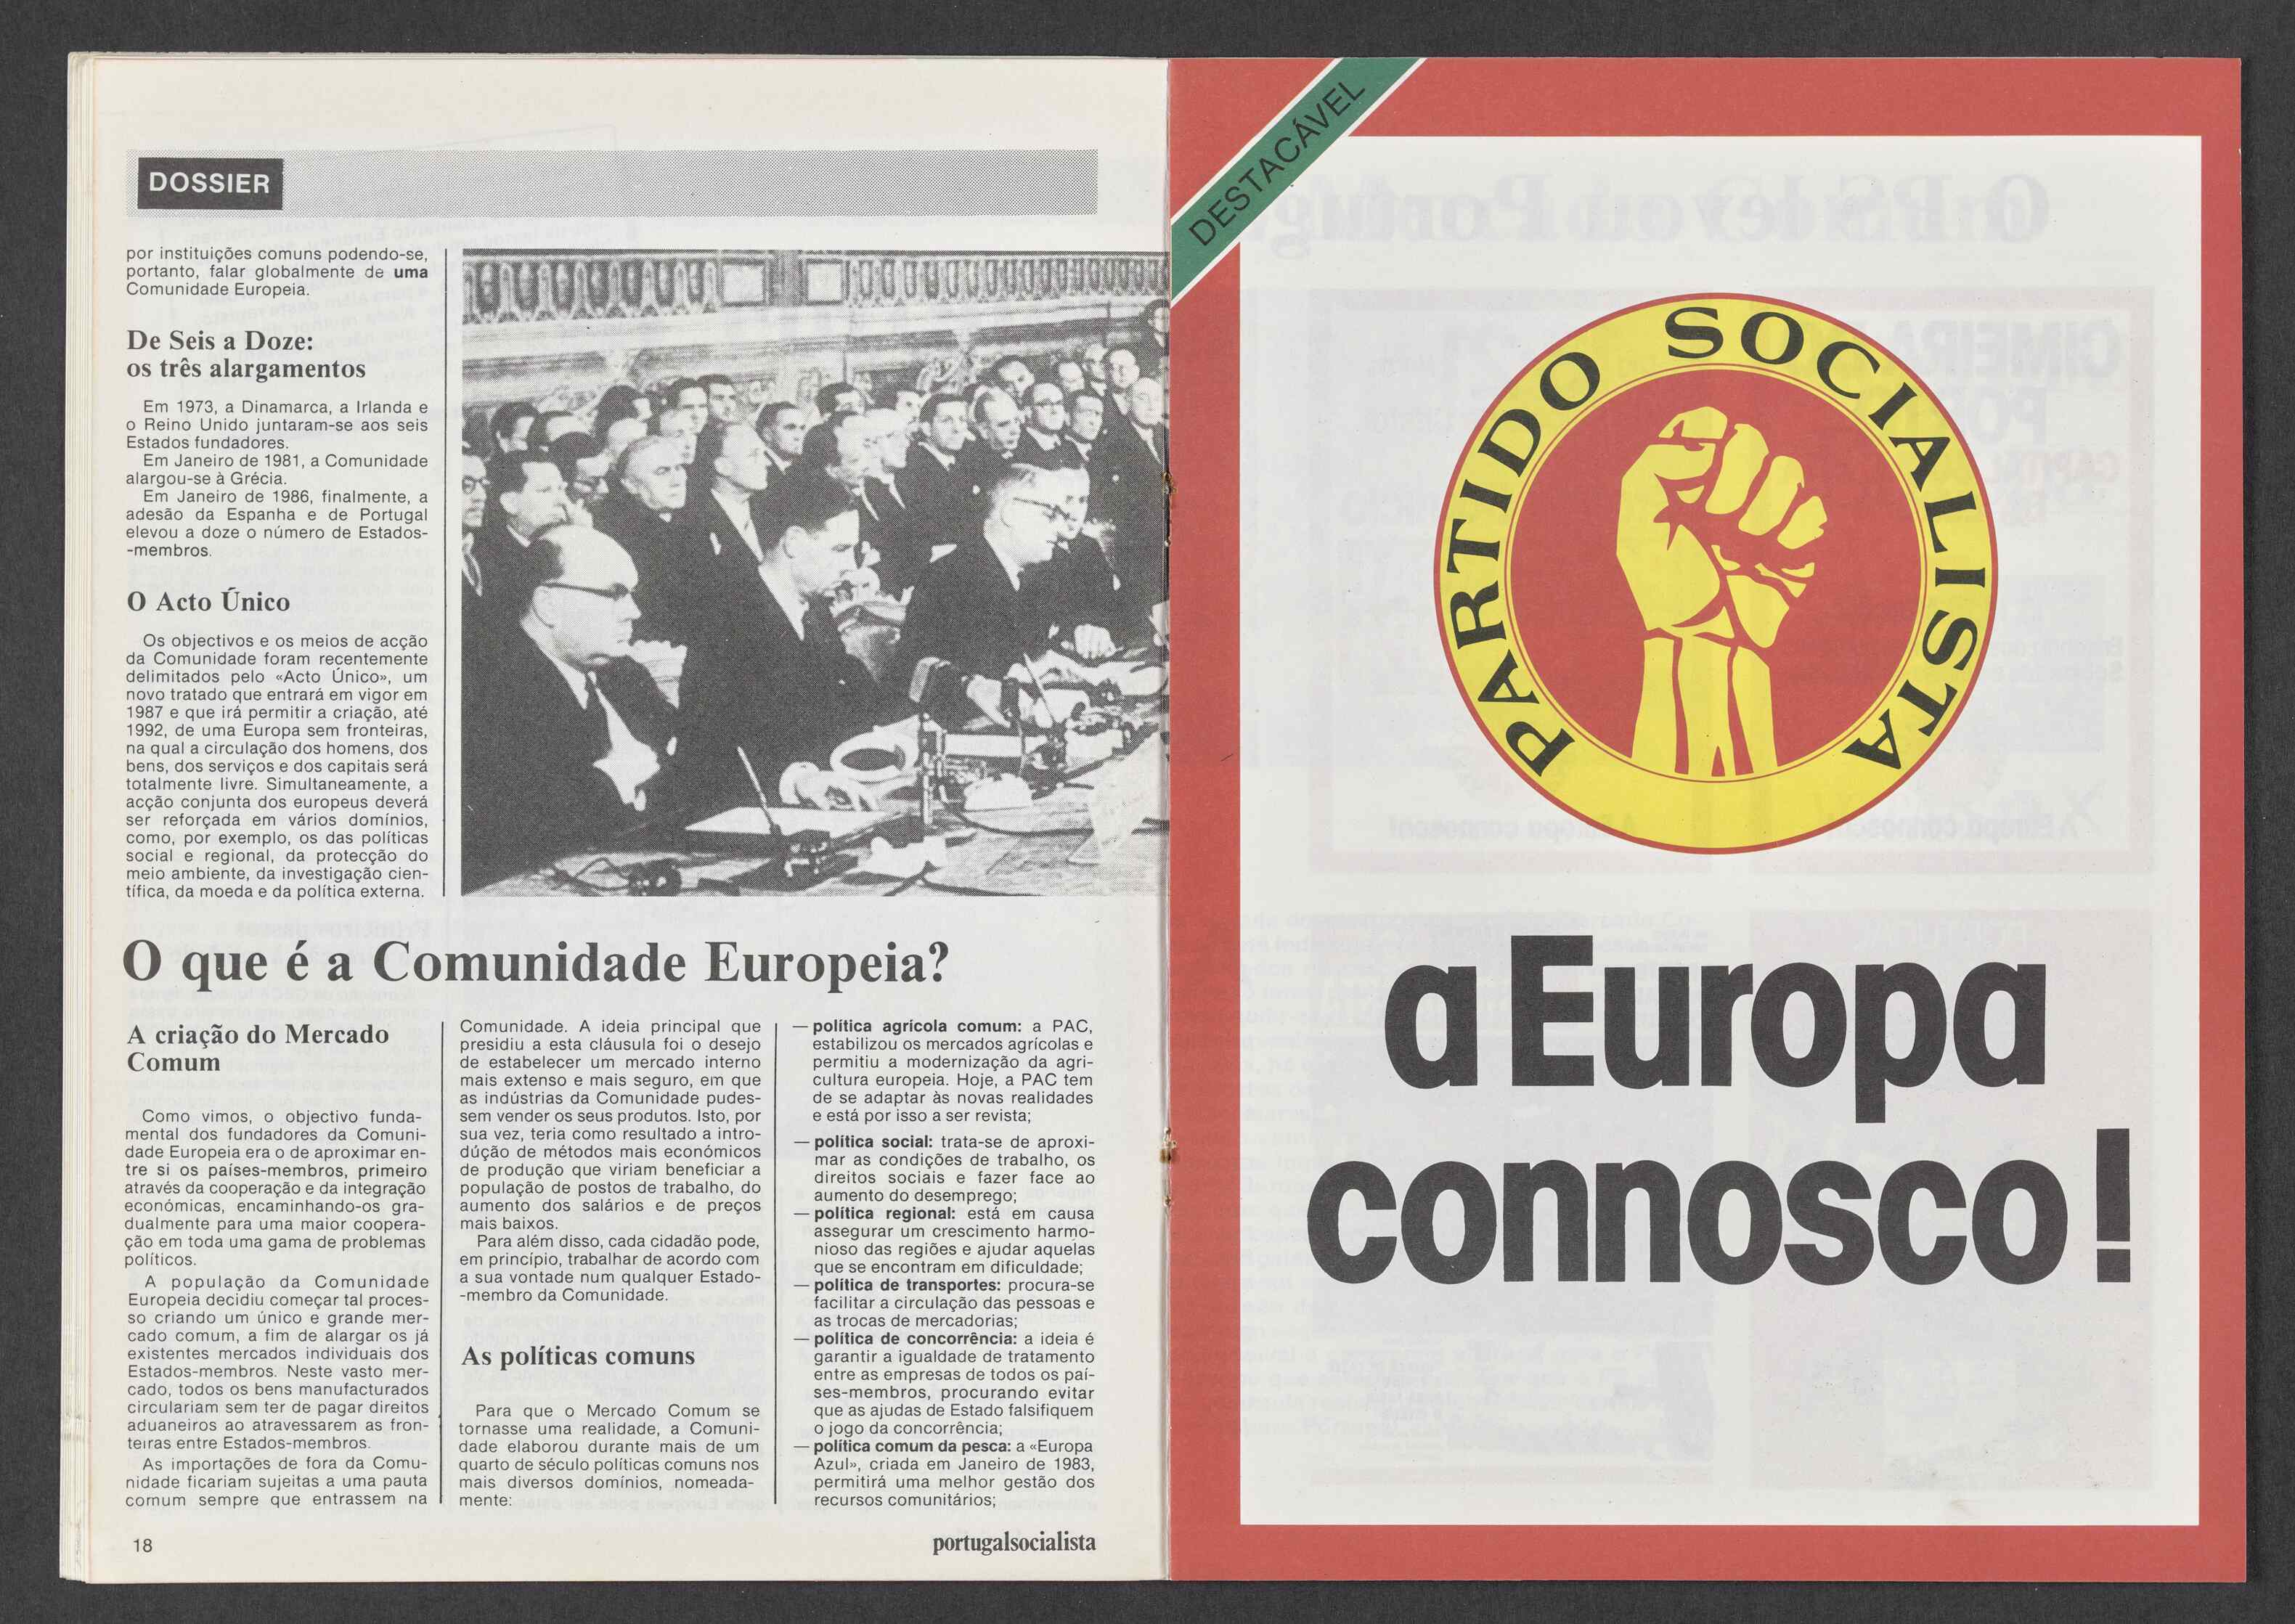 DOSSIER
por instituições comuns podendo-se,
portanto, falar globalmente de uma
Comunidade Europeia.
De Seis a Doze:
os três alargamentos
Em 1973, a Dinamarca, a Irlanda e
o Reino Unido juntaram-se aos seis
Estados fundadores.
Em Janeiro de 1981, a Comunidade
alargou-se à Grécia.
Em Janeiro de 1986, finalmente, a
adesão da Espanha e de Portugal
elevou a doze o número de Estados-
-membros.
O Acto Único
Os objectivos e os meios de acção
da Comunidade foram recentemente
delimitados pelo «Acto Único», um
novo tratado que entrará em vigor em
1987 e que irá permitir a criação, até
1992, de uma Europa sem fronteiras,
na qual a circulação dos homens, dos
bens, dos serviços e dos capitais será
totalmente livre. Simultaneamente, a
acção conjunta dos europeus deverá
ser reforçada em vários domínios,
como, por exemplo, os das políticas
social e regional, da protecção do
meio ambiente, da investigação cien-
tífica, da moeda e da política externa.
O que é a Comunidade Europeia?
A criação do Mercado
Comum
Como vimos, o objectivo funda-
mental dos fundadores da Comuni-
dade Europeia era o de aproximar en-
tre si os países-membros, primeiro
através da cooperação e da integração
económicas, encaminhando-os gra-
dualmente para uma maior coopera-
ção em toda uma gama de problemas
políticos.
A população da Comunidade
Europeia decidiu começar tal proces-
so criando um único e grande mer-
cado comum, a fim de alargar os já
existentes mercados individuais dos
Estados-membros. Neste vasto mer-
cado, todos os bens manufacturados
circulariam sem ter de pagar direitos
aduaneiros ao atravessarem as fron-
teiras entre Estados-membros.
As importações de fora da Comu-
nidade ficariam sujeitas a uma pauta
comum sempre que entrassem na
Comunidade. A ideia principal que
presidiu a esta cláusula foi o desejo
de estabelecer um mercado interno
mais extenso e mais seguro, em que
as indústrias da Comunidade pudes-
sem vender os seus produtos. Isto, por
sua vez, teria como resultado a intro-
dúção de métodos mais económicos
de produção que viriam beneficiar a
população de postos de trabalho, do
aumento dos salários e de preços
mais baixos.
Para além disso, cada cidadão pode,
em princípio, trabalhar de acordo com
a sua vontade num qualquer Estado-
-membro da Comunidade.
As políticas comuns
Para que o Mercado Comum se
tornasse uma realidade, a Comuni-
dade elaborou durante mais de um
quarto de século políticas comuns nos
mais diversos domínios, nomeada-
mente:
— política agrícola comum: a PAC,
estabilizou os mercados agrícolas e
permitiu a modernização da agri-
cultura europeia. Hoje, a PAC tem
de se adaptar às novas realidades
e está por isso a ser revista;
— política social: trata-se de aproxi-
mar as condições de trabalho, os
direitos sociais e fazer face ao
aumento do desemprego;
— política regional: está em causa
assegurar um crescimento harmo-
nioso das regiões e ajudar aquelas
que se encontram em dificuldade;
— política de transportes: procura-se
facilitar a circulação das pessoas e
as trocas de mercadorias;
— política de concorrência: a ideia é
garantir a igualdade de tratamento
entre as empresas de todos os paí-
ses-membros, procurando evitar
que as ajudas de Estado falsifiquem
o jogo da concorrência;
— política comum da pesca: a «Europa
Azul», criada em Janeiro de 1983,
permitirá uma melhor gestão dos
recursos comunitários;
18
portugalsocialista
DESTACÁVEL
PARTIDO SOCIALISTA
a Europa
connosco!